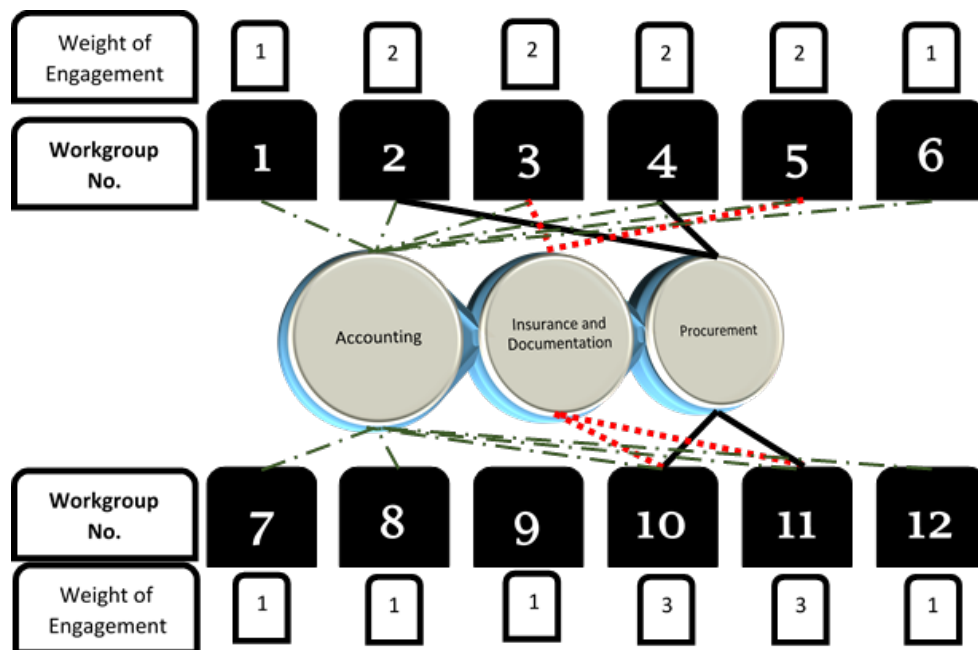 Weight of
Engagement
1
2
2
2
2
1
Workgroup
No.
1
2
3
4
5
6
Accounting
Insurance and
Documentation
Procurement
Workgroup
No.
7
8
9
10
11
12
Weight of
Engagement
1
1
1
3
3
1